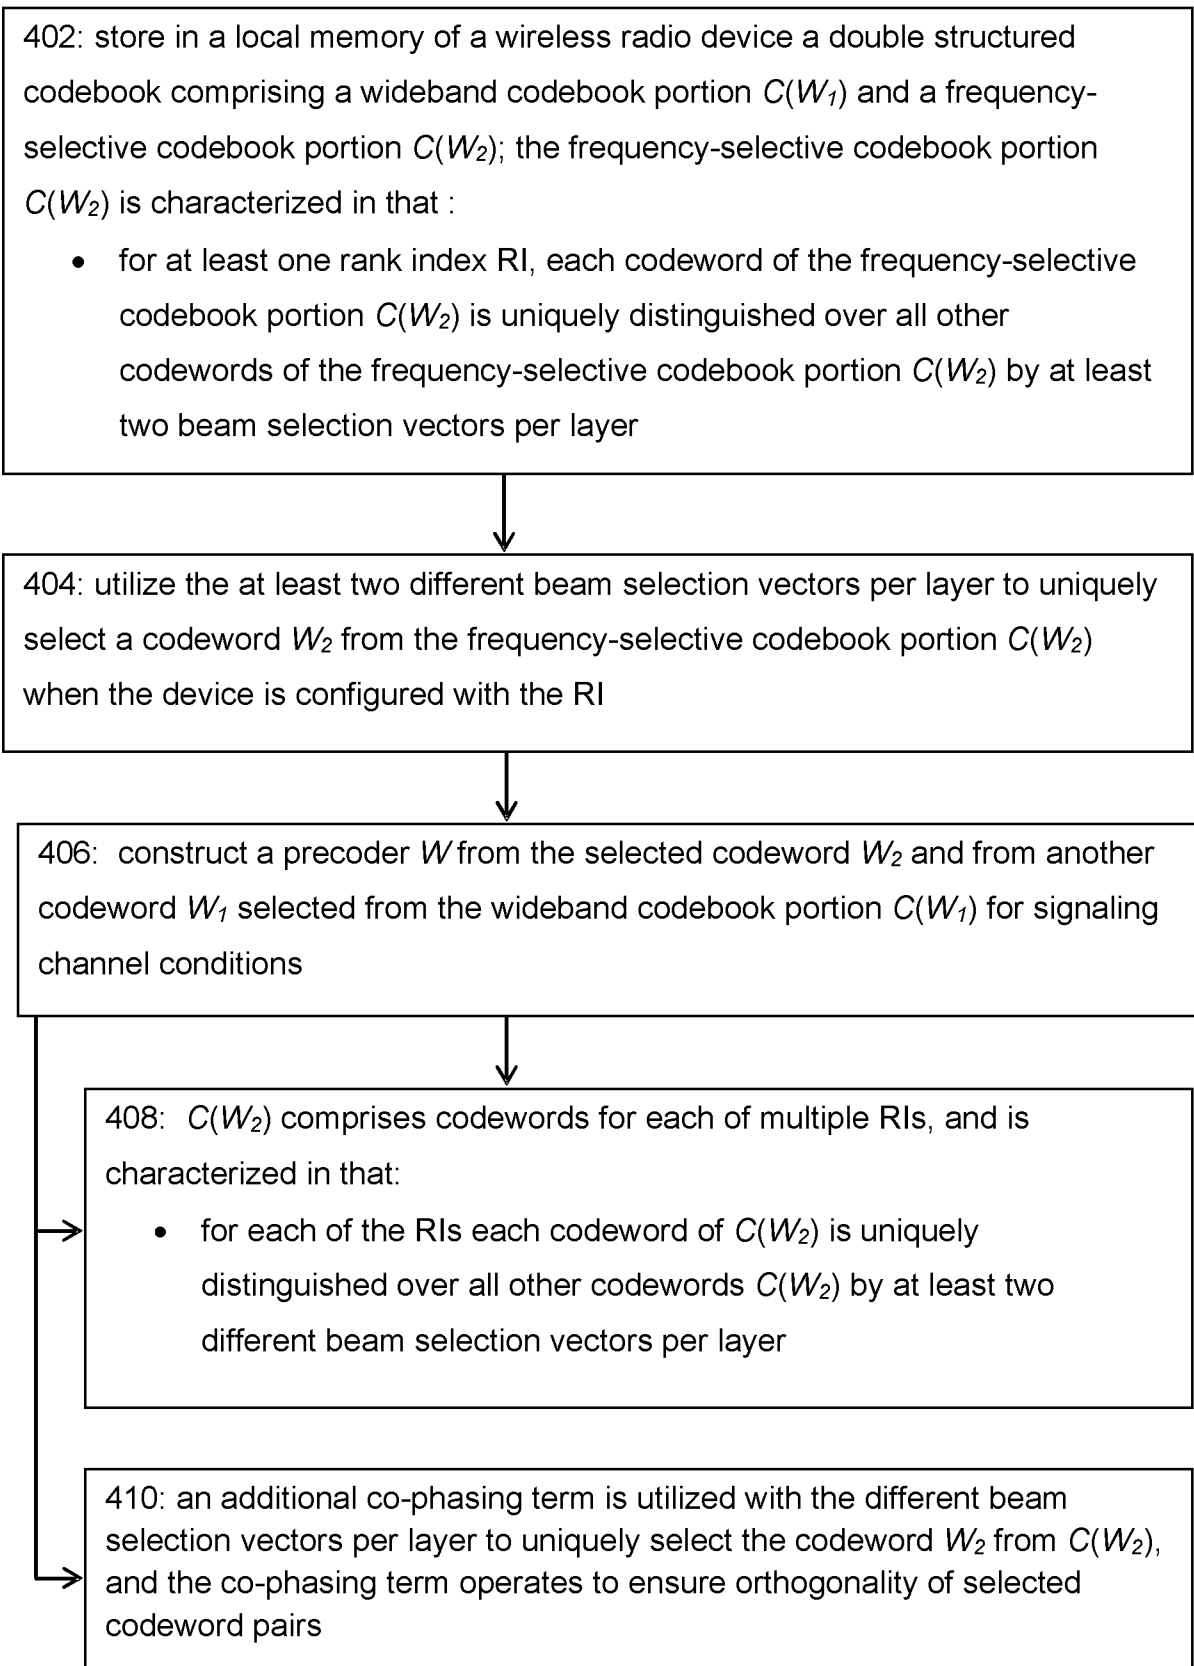 402: store in a local memory of a wireless radio device a double structured
codebook comprising a wideband codebook portion C(W₁) and a frequency-
selective codebook portion C(W₂); the frequency-selective codebook portion
C(W₂) is characterized in that :
• for at least one rank index RI, each codeword of the frequency-selective
codebook portion C(W₂) is uniquely distinguished over all other
codewords of the frequency-selective codebook portion C(W₂) by at least
two beam selection vectors per layer
404: utilize the at least two different beam selection vectors per layer to uniquely
select a codeword W₂ from the frequency-selective codebook portion C(W₂)
when the device is configured with the RI
406: construct a precoder W from the selected codeword W₂ and from another
codeword W₁ selected from the wideband codebook portion C(W₁) for signaling
channel conditions
408: C(W₂) comprises codewords for each of multiple RIs, and is
characterized in that:
• for each of the RIs each codeword of C(W₂) is uniquely
distinguished over all other codewords C(W₂) by at least two
different beam selection vectors per layer
410: an additional co-phasing term is utilized with the different beam
selection vectors per layer to uniquely select the codeword W₂ from C(W₂),
and the co-phasing term operates to ensure orthogonality of selected
codeword pairs